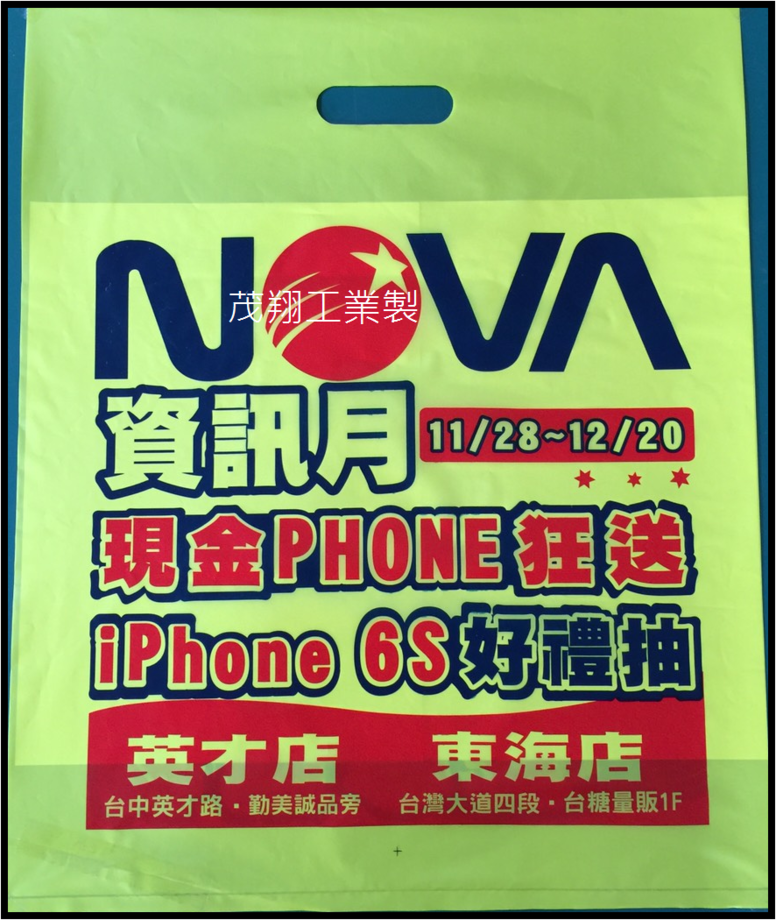 NOVA
茂翔工業製
資訊月 11/28~12/20
現金PHONE狂送
iPhone 6S好禮抽
英才店 東海店
台中英才路·勤美誠品旁 台灣大道四段·台糖量販1F